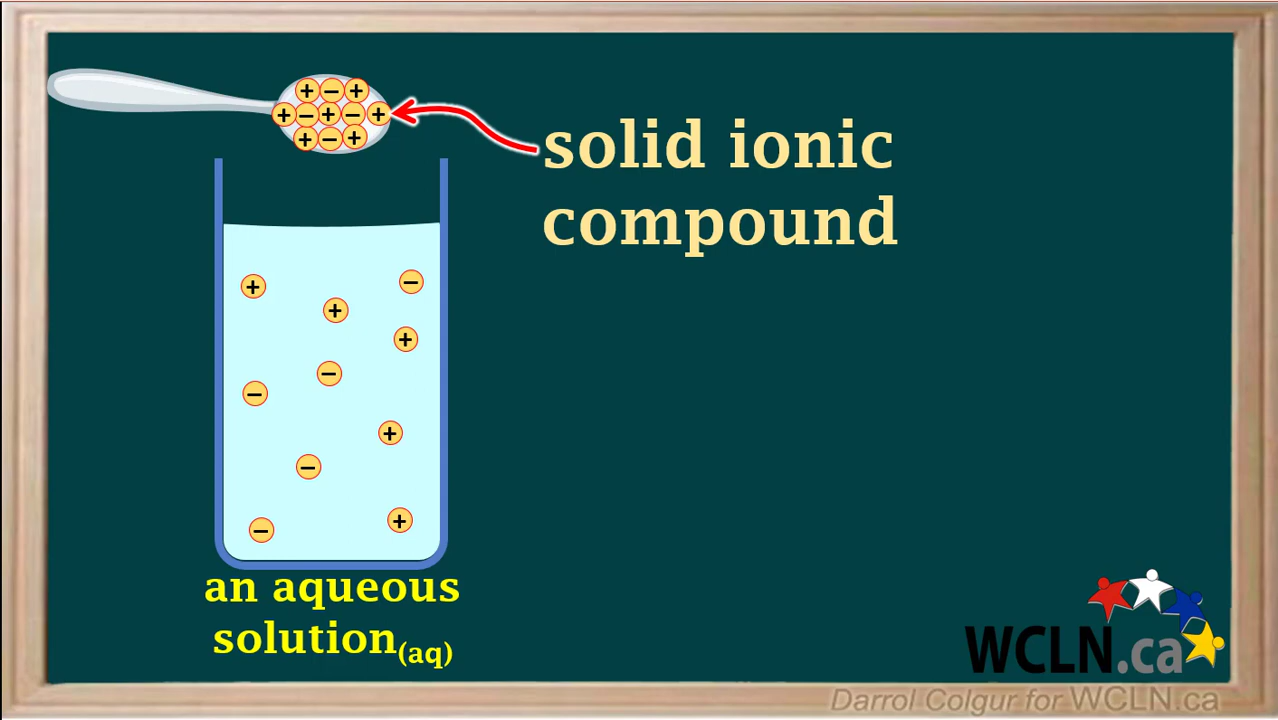 solid ionic
compound
an aqueous
solution(aq)
WCLN.ca
Darrol Colgur for WCLN.ca